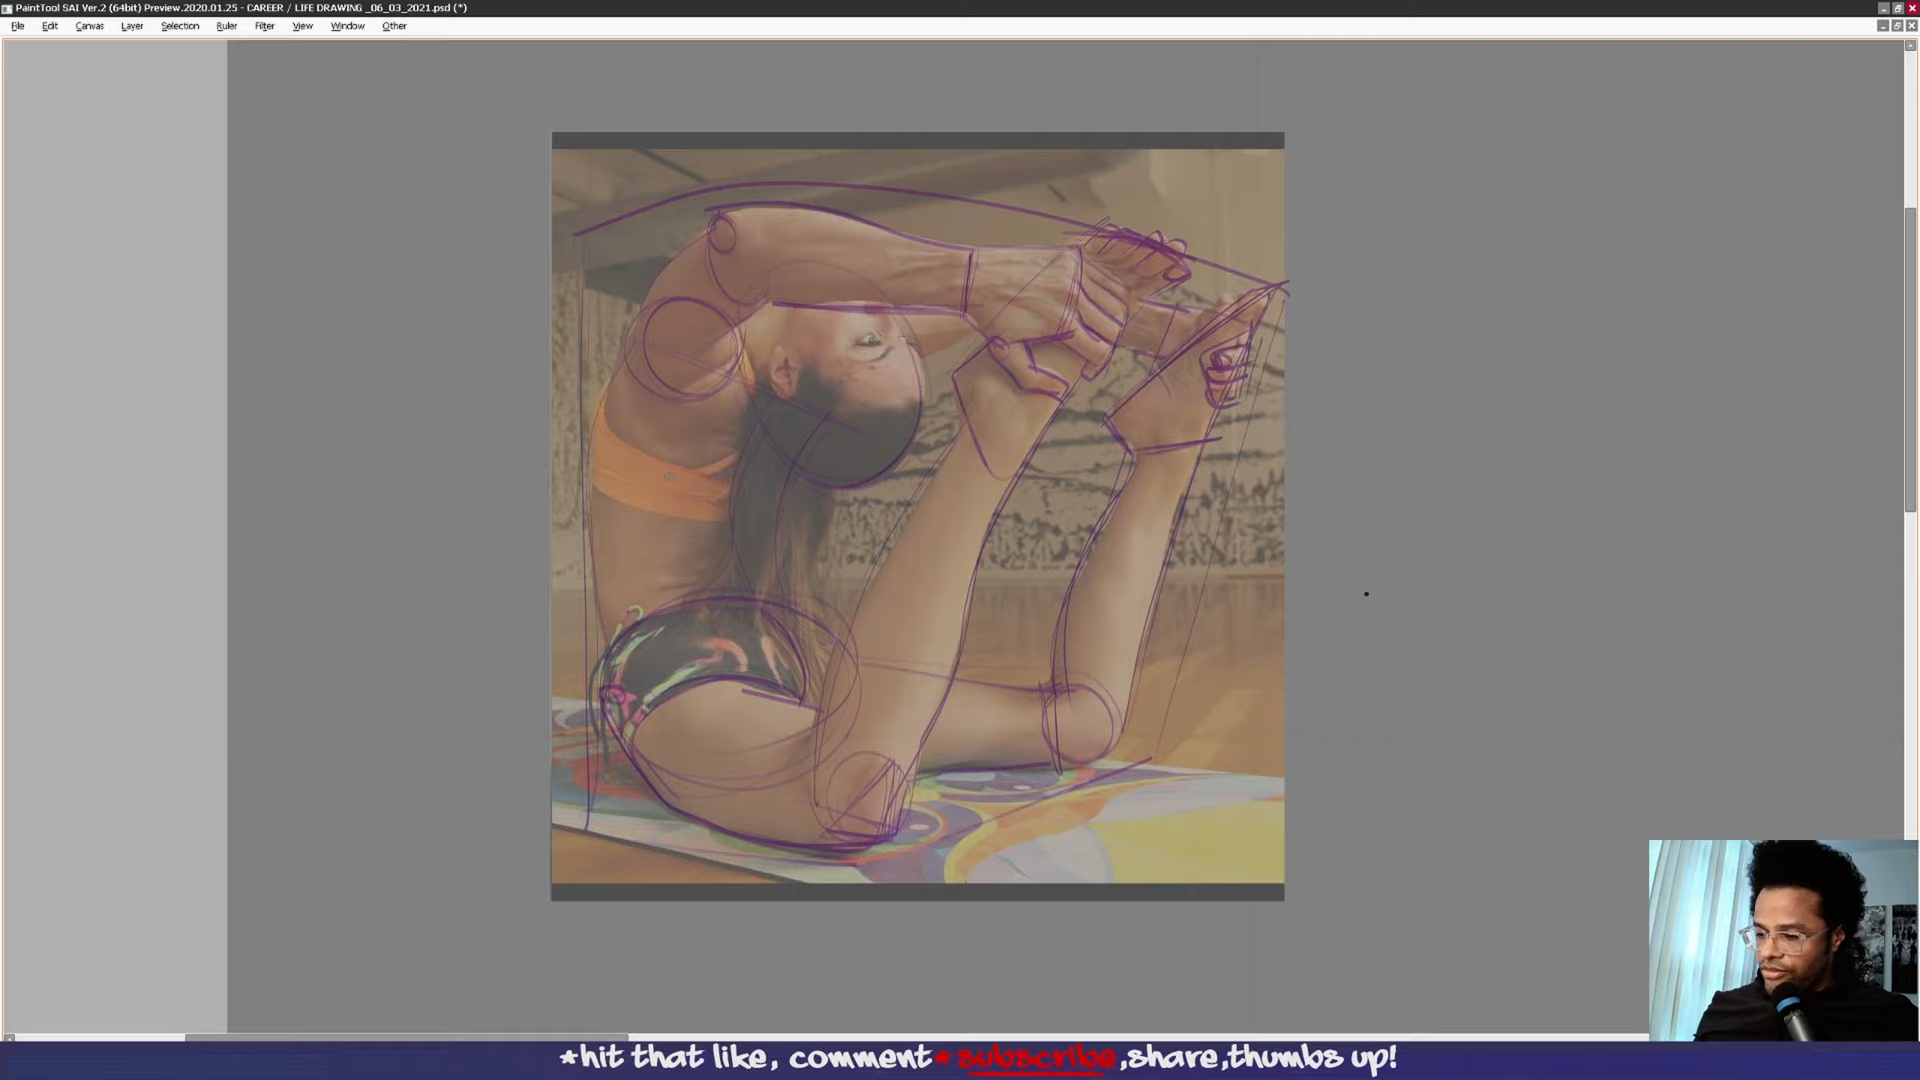 PaintTool SAI Ver.2 (64bit) Preview.2020.01.25 - CAREER / LIFE DRAWING _06_03_2021.psd (*)
File Edit Canvas Layer Selection Ruler Filter View Window Other
*hit that like, comment* subscribe,share,thumbs up!